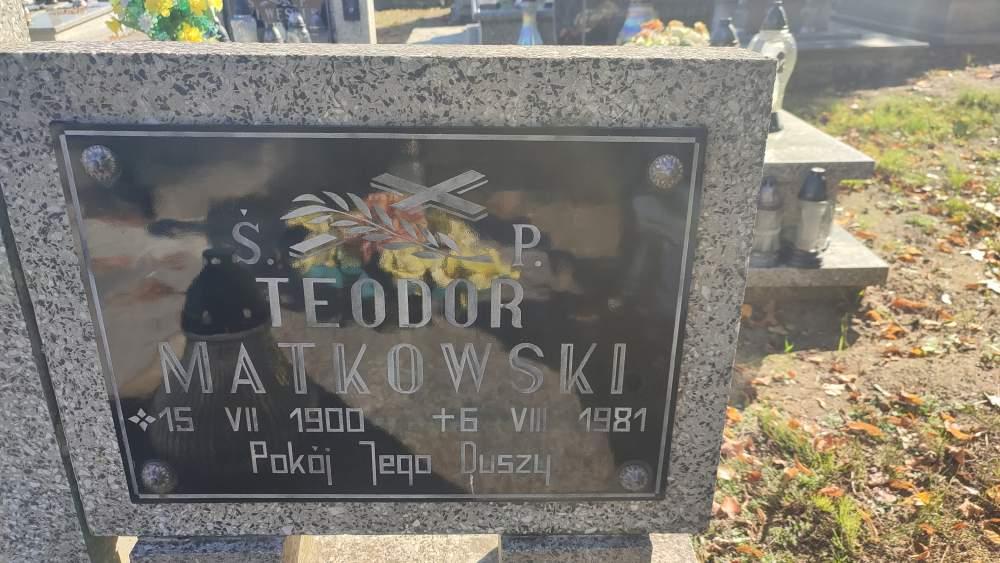 Ś. P.
TEODOR
MATKOWSKI
15 VII 1900 +6 VIII 1981
Pokój Jego Duszy